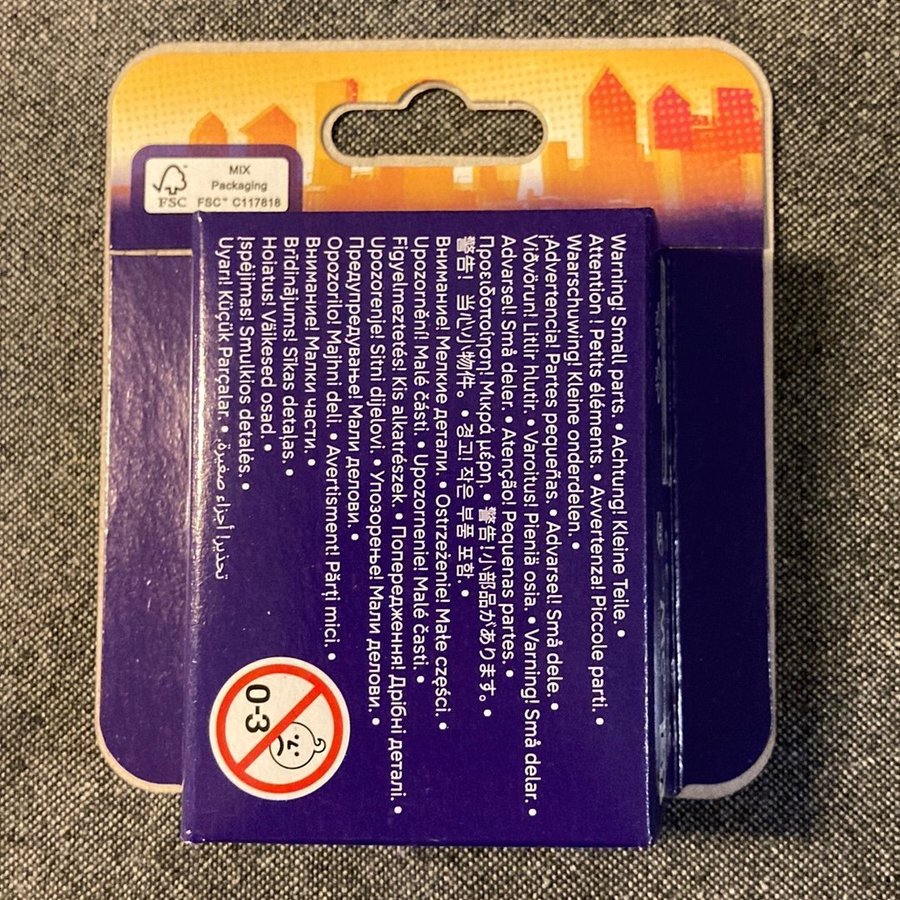 MIX
Packaging
FSC™ C117818
FSC
Warning! Small parts. • Achtung! Kleine Teile. •
Attention ! Petits éléments. • Avvertenza! Piccole parti. •
Waarschuwing! Kleine onderdelen. •
¡Advertencia! Partes pequeñas. • Advarsel! Små dele. •
Viðvörun! Litlir hlutir. • Varoitus! Pieniä osia. • Varning! Små delar. •
Advarsel! Små deler. • Atenção! Pequenas partes. •
Προειδοποίηση! Μικρά μέρη. • 警告!小部品があります。 •
警告! 当心小物件。 • 경고! 작은 부품 포함. •
Внимание! Мелкие детали. • Ostrzeżenie! Małe części. •
Upozornění! Malé části. • Upozornenie! Malé časti. •
Figyelmeztetés! Kis alkatrészek. • Попередження! Дрібні деталі. •
Upozorenje! Sitni dijelovi. • Упозорење! Мали делови. •
Предупредување! Мали делови. •
Opozorilo! Majhni deli. • Avertisment! Părți mici. •
Внимание! Малки части. •
Brīdinājums! Sīkas detaļas. •
Hoiatus! Väikesed osad. •
Įspėjimas! Smulkios detalės. •
Uyarı! Küçük Parçalar. • تحذير! أجزاء صغيرة.
0-3